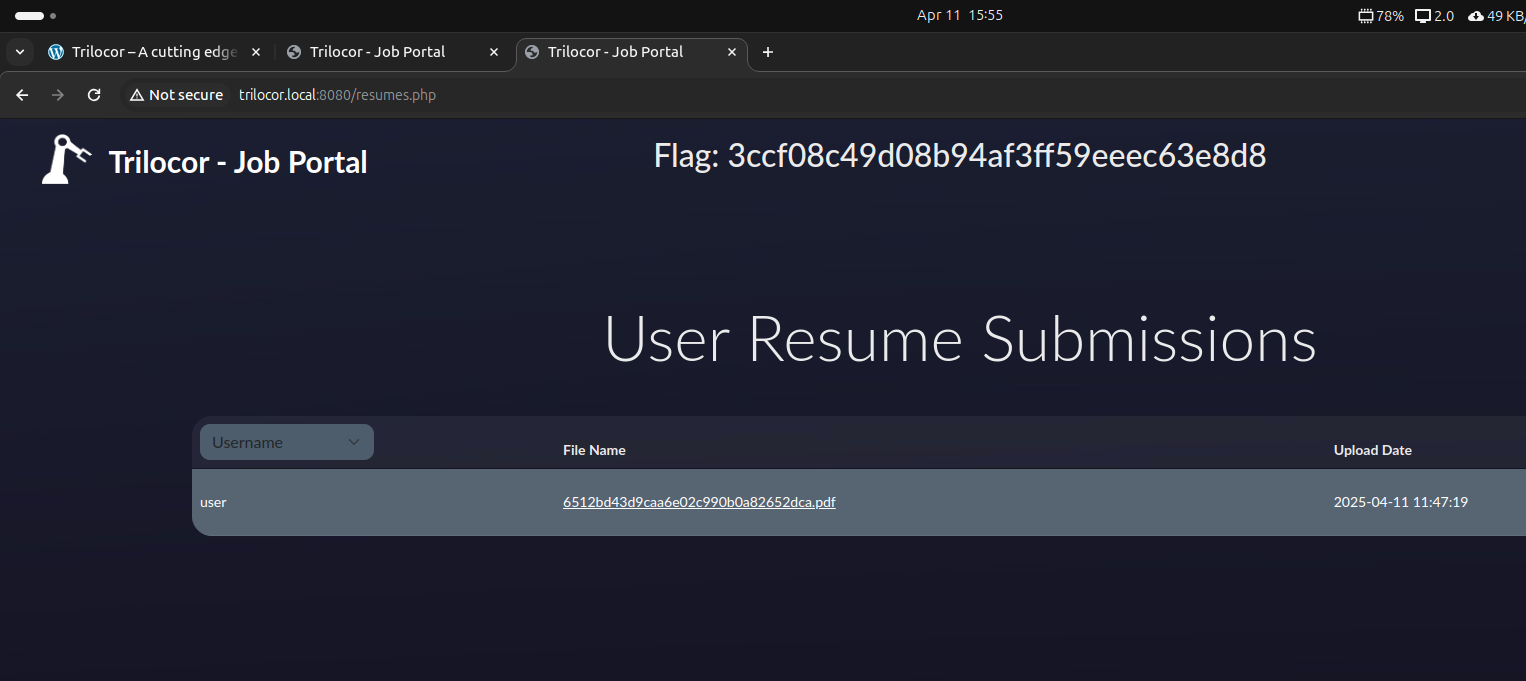 Apr 11 15:55
78% 2.0 49 KB/
Trilocor – A cutting edge
Trilocor - Job Portal
Trilocor - Job Portal
Not secure trilocor.local:8080/resumes.php
Trilocor - Job Portal
Flag: 3ccf08c49d08b94af3ff59eeec63e8d8
User Resume Submissions
Username File Name Upload Date
user 6512bd43d9caa6e02c990b0a82652dca.pdf 2025-04-11 11:47:19